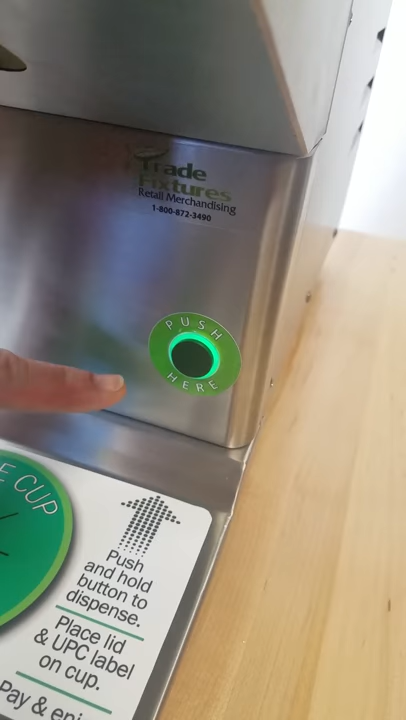 Trade
Fixtures
Retail Merchandising
1-800-872-3490
PUSH
HERE
CUP
Push
and hold
button to
dispense.
Place lid
& UPC label
on cup.
Pay &